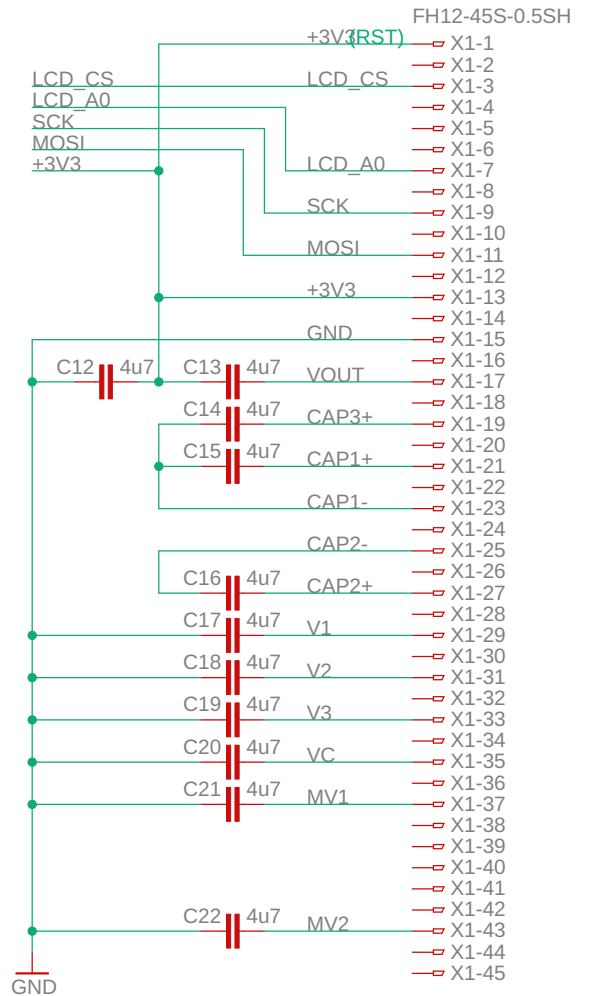 FH12-45S-0.5SH
+3V3(RST) X1-1
X1-2
LCD_CS LCD_CS X1-3
LCD_A0 X1-4
SCK X1-5
MOSI X1-6
+3V3 LCD_A0 X1-7
X1-8
SCK X1-9
X1-10
MOSI X1-11
X1-12
+3V3 X1-13
X1-14
GND X1-15
X1-16
C12 4u7 C13 4u7 VOUT X1-17
X1-18
C14 4u7 CAP3+ X1-19
X1-20
C15 4u7 CAP1+ X1-21
X1-22
CAP1- X1-23
X1-24
CAP2- X1-25
X1-26
C16 4u7 CAP2+ X1-27
X1-28
C17 4u7 V1 X1-29
X1-30
C18 4u7 V2 X1-31
X1-32
C19 4u7 V3 X1-33
X1-34
C20 4u7 VC X1-35
X1-36
C21 4u7 MV1 X1-37
X1-38
X1-39
X1-40
X1-41
X1-42
C22 4u7 MV2 X1-43
X1-44
GND X1-45